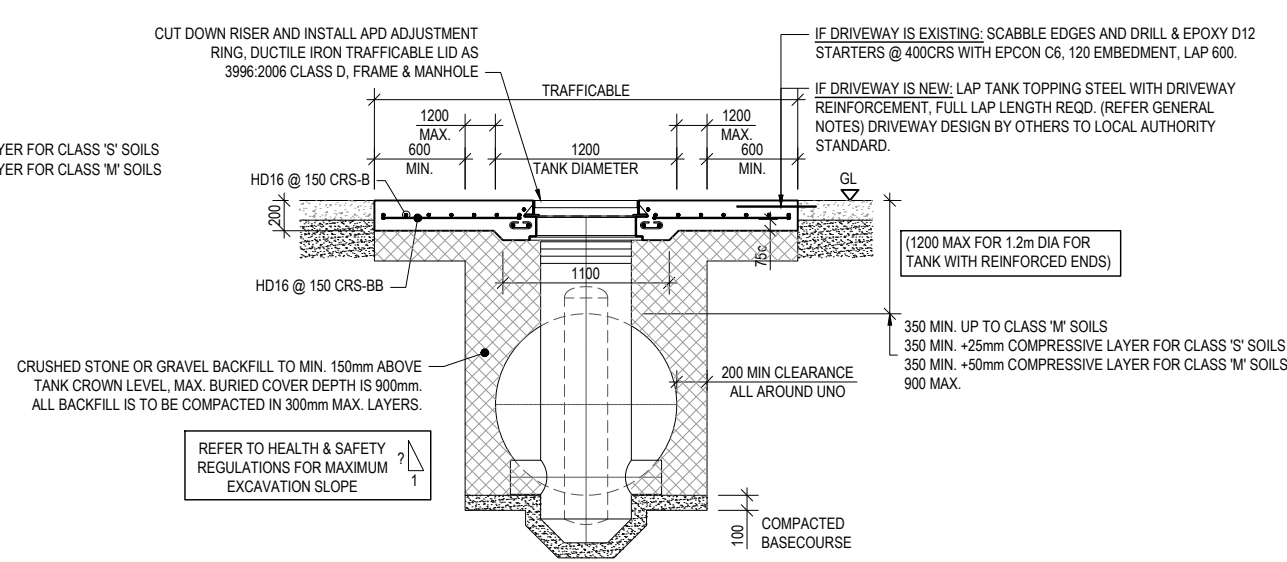 CUT DOWN RISER AND INSTALL APD ADJUSTMENT
RING, DUCTILE IRON TRAFFICABLE LID AS
3996:2006 CLASS D, FRAME & MANHOLE
IF DRIVEWAY IS EXISTING: SCABBLE EDGES AND DRILL & EPOXY D12
STARTERS @ 400CRS WITH EPCON C6, 120 EMBEDMENT, LAP 600.
IF DRIVEWAY IS NEW: LAP TANK TOPPING STEEL WITH DRIVEWAY
REINFORCEMENT, FULL LAP LENGTH REQD. (REFER GENERAL
NOTES) DRIVEWAY DESIGN BY OTHERS TO LOCAL AUTHORITY
STANDARD.
TRAFFICABLE
1200
MAX.
1200
MAX.
600
MIN.
1200
TANK DIAMETER
600
MIN.
YER FOR CLASS 'S' SOILS
YER FOR CLASS 'M' SOILS
HD16 @ 150 CRS-B
GL
200
75c
(1200 MAX FOR 1.2m DIA FOR
TANK WITH REINFORCED ENDS)
HD16 @ 150 CRS-BB
1100
350 MIN. UP TO CLASS 'M' SOILS
350 MIN. +25mm COMPRESSIVE LAYER FOR CLASS 'S' SOILS
350 MIN. +50mm COMPRESSIVE LAYER FOR CLASS 'M' SOILS
900 MAX.
CRUSHED STONE OR GRAVEL BACKFILL TO MIN. 150mm ABOVE
TANK CROWN LEVEL, MAX. BURIED COVER DEPTH IS 900mm.
ALL BACKFILL IS TO BE COMPACTED IN 300mm MAX. LAYERS.
200 MIN CLEARANCE
ALL AROUND UNO
REFER TO HEALTH & SAFETY
REGULATIONS FOR MAXIMUM
EXCAVATION SLOPE
?
1
100
COMPACTED
BASECOURSE